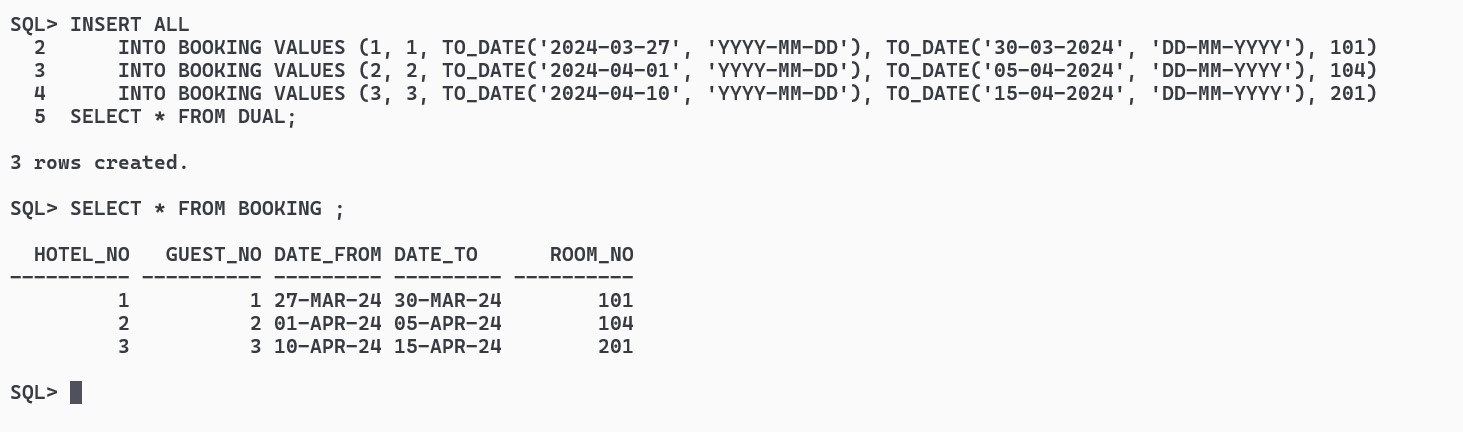 SQL> INSERT ALL
  2      INTO BOOKING VALUES (1, 1, TO_DATE('2024-03-27', 'YYYY-MM-DD'), TO_DATE('30-03-2024', 'DD-MM-YYYY'), 101)
  3      INTO BOOKING VALUES (2, 2, TO_DATE('2024-04-01', 'YYYY-MM-DD'), TO_DATE('05-04-2024', 'DD-MM-YYYY'), 104)
  4      INTO BOOKING VALUES (3, 3, TO_DATE('2024-04-10', 'YYYY-MM-DD'), TO_DATE('15-04-2024', 'DD-MM-YYYY'), 201)
  5  SELECT * FROM DUAL;
3 rows created.
SQL> SELECT * FROM BOOKING ;
  HOTEL_NO   GUEST_NO DATE_FROM DATE_TO      ROOM_NO
---------- ---------- --------- --------- ----------
         1          1 27-MAR-24 30-MAR-24        101
         2          2 01-APR-24 05-APR-24        104
         3          3 10-APR-24 15-APR-24        201
SQL>